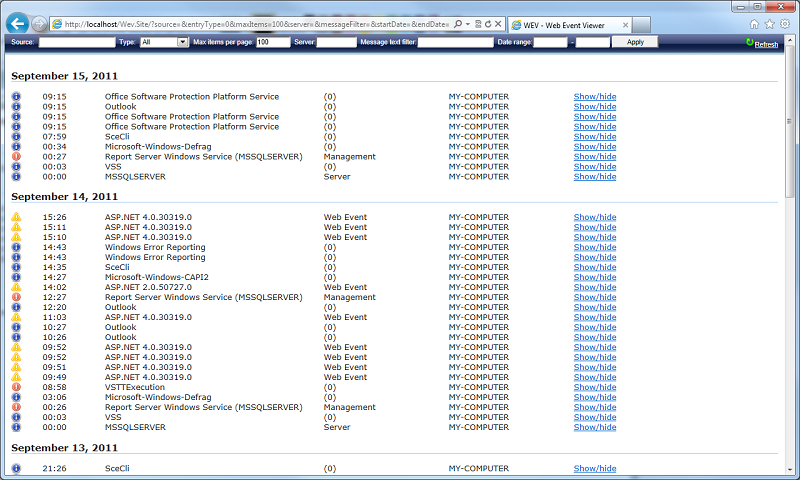 http://localhost/Wev.Site/?source=&entryType=0&maxItems=100&server=&messageFilter=&startDate=&endDate= WEV - Web Event Viewer
Source: Type: All Max items per page: 100 Server: Message text filter: Date range: - Apply Refresh
September 15, 2011
09:15 Office Software Protection Platform Service (0) MY-COMPUTER Show/hide
09:15 Outlook (0) MY-COMPUTER Show/hide
09:15 Office Software Protection Platform Service (0) MY-COMPUTER Show/hide
09:15 Office Software Protection Platform Service (0) MY-COMPUTER Show/hide
07:59 SceCli (0) MY-COMPUTER Show/hide
00:34 Microsoft-Windows-Defrag (0) MY-COMPUTER Show/hide
00:27 Report Server Windows Service (MSSQLSERVER) Management MY-COMPUTER Show/hide
00:03 VSS (0) MY-COMPUTER Show/hide
00:00 MSSQLSERVER Server MY-COMPUTER Show/hide
September 14, 2011
15:26 ASP.NET 4.0.30319.0 Web Event MY-COMPUTER Show/hide
15:11 ASP.NET 4.0.30319.0 Web Event MY-COMPUTER Show/hide
15:10 ASP.NET 4.0.30319.0 Web Event MY-COMPUTER Show/hide
14:43 Windows Error Reporting (0) MY-COMPUTER Show/hide
14:43 Windows Error Reporting (0) MY-COMPUTER Show/hide
14:35 SceCli (0) MY-COMPUTER Show/hide
14:27 Microsoft-Windows-CAPI2 (0) MY-COMPUTER Show/hide
14:02 ASP.NET 2.0.50727.0 Web Event MY-COMPUTER Show/hide
12:27 Report Server Windows Service (MSSQLSERVER) Management MY-COMPUTER Show/hide
12:20 Outlook (0) MY-COMPUTER Show/hide
11:03 ASP.NET 4.0.30319.0 Web Event MY-COMPUTER Show/hide
10:27 Outlook (0) MY-COMPUTER Show/hide
10:26 Outlook (0) MY-COMPUTER Show/hide
09:52 ASP.NET 4.0.30319.0 Web Event MY-COMPUTER Show/hide
09:52 ASP.NET 4.0.30319.0 Web Event MY-COMPUTER Show/hide
09:51 ASP.NET 4.0.30319.0 Web Event MY-COMPUTER Show/hide
09:49 ASP.NET 4.0.30319.0 Web Event MY-COMPUTER Show/hide
08:58 VSTTExecution (0) MY-COMPUTER Show/hide
03:06 Microsoft-Windows-Defrag (0) MY-COMPUTER Show/hide
00:26 Report Server Windows Service (MSSQLSERVER) Management MY-COMPUTER Show/hide
00:03 VSS (0) MY-COMPUTER Show/hide
00:00 MSSQLSERVER Server MY-COMPUTER Show/hide
September 13, 2011
21:26 SceCli (0) MY-COMPUTER Show/hide